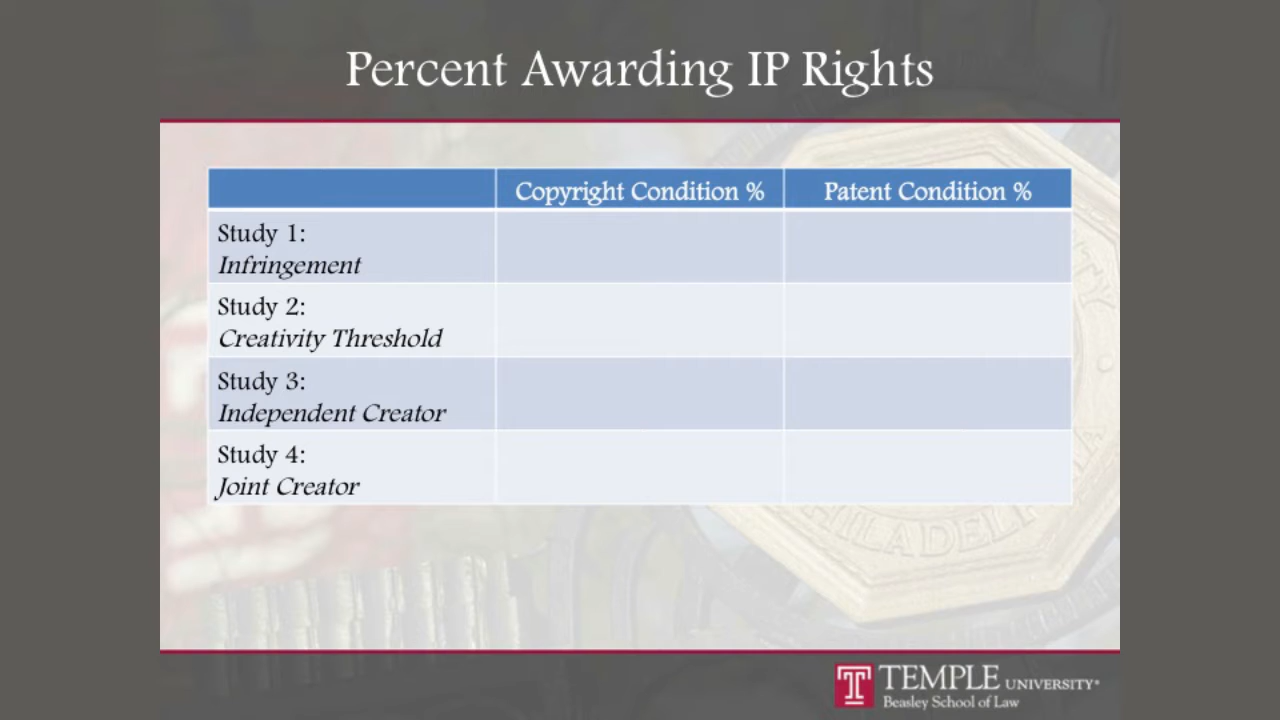 Percent Awarding IP Rights
Copyright Condition %
Patent Condition %
Study 1:
Infringement
Study 2:
Creativity Threshold
Study 3:
Independent Creator
Study 4:
Joint Creator
TEMPLE UNIVERSITY®
Beasley School of Law